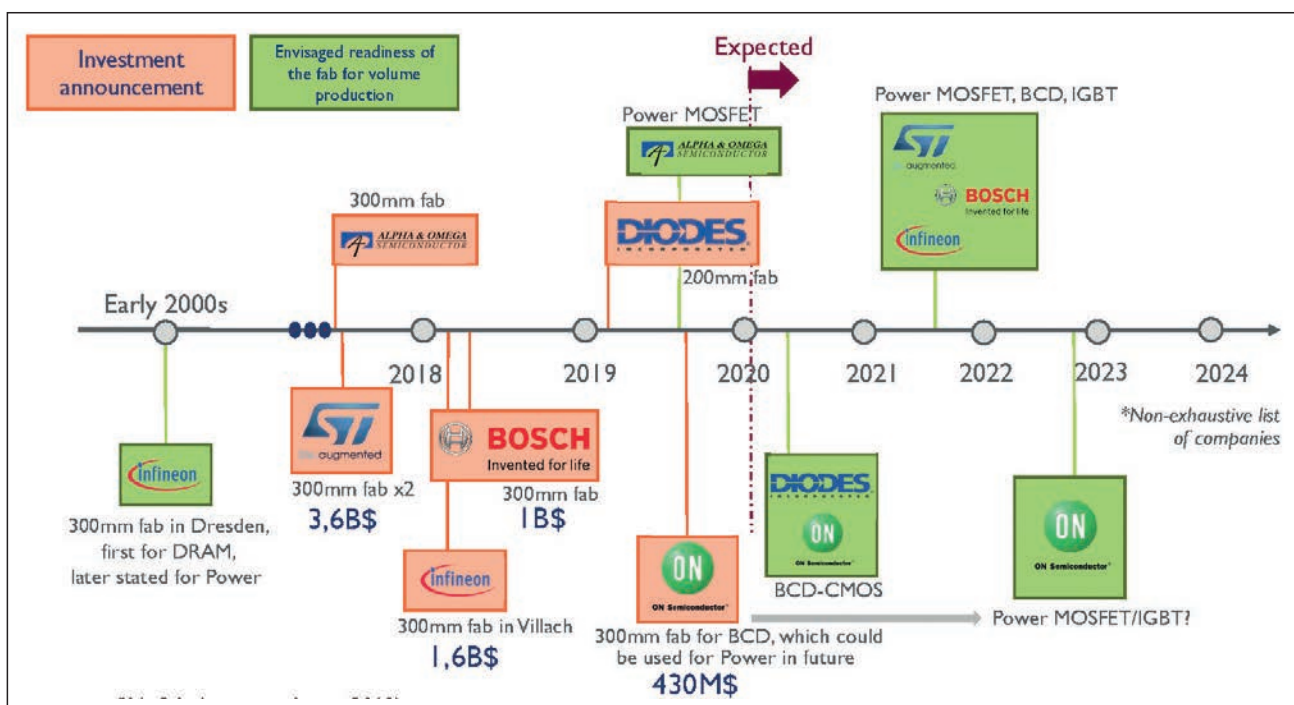 Investment
announcement
Envisaged readiness of
the fab for volume
production
Expected
Power MOSFET
ALPHA & OMEGA
SEMICONDUCTOR
Power MOSFET, BCD, IGBT
ST
augmented
BOSCH
Invented for life
infineon
300mm fab
ALPHA & OMEGA
SEMICONDUCTOR
DIODES
INCORPORATED
200mm fab
Early 2000s
2018
2019
2020
2021
2022
2023
2024
*Non-exhaustive list
of companies
infineon
300mm fab in Dresden,
first for DRAM,
later stated for Power
ST
augmented
300mm fab x2
3,6B$
BOSCH
Invented for life
300mm fab
1B$
infineon
300mm fab in Villach
1,6B$
ON
ON Semiconductor
300mm fab for BCD, which could
be used for Power in future
430M$
DIODES
INCORPORATED
ON
ON Semiconductor
BCD-CMOS
ON
ON Semiconductor
Power MOSFET/IGBT?